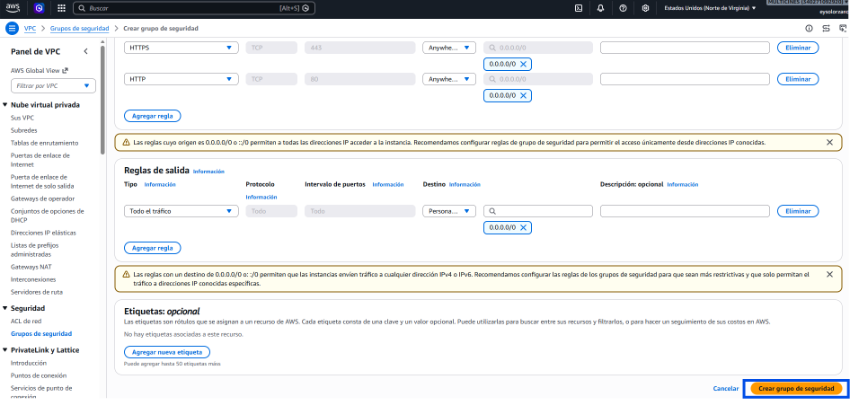 aws
Buscar
[Alt+S]
Estados Unidos (Norte de Virginia)
aysolorzano
VPC > Grupos de seguridad > Crear grupo de seguridad
Panel de VPC
AWS Global View
Filtrar por VPC
Nube virtual privada
Sus VPC
Subredes
Tablas de enrutamiento
Puertas de enlace de
Internet
Puerta de enlace de
Internet de solo salida
Gateways de operador
Conjuntos de opciones de
DHCP
Direcciones IP elásticas
Listas de prefijos
administradas
Gateways NAT
Interconexiones
Servidores de ruta
Seguridad
ACL de red
Grupos de seguridad
PrivateLink y Lattice
Introducción
Puntos de conexión
Servicios de punto de
conexión
HTTPS TCP 443 Anywhe... 0.0.0.0/0 Eliminar
0.0.0.0/0
HTTP TCP 80 Anywhe... 0.0.0.0/0 Eliminar
0.0.0.0/0
Agregar regla
Las reglas cuyo origen es 0.0.0.0/0 o ::/0 permiten a todas las direcciones IP acceder a la instancia. Recomendamos configurar reglas de grupo de seguridad para permitir el acceso únicamente desde direcciones IP conocidas.
Reglas de salida Información
Tipo Información Protocolo Intervalo de puertos Información Destino Información Descripción: opcional Información
Información
Todo el tráfico Todo Todo Persona... Eliminar
0.0.0.0/0
Agregar regla
Las reglas con un destino de 0.0.0.0/0 o: :/0 permiten que las instancias envíen tráfico a cualquier dirección IPv4 o IPv6. Recomendamos configurar las reglas de los grupos de seguridad para que sean más restrictivas y que solo permitan el
tráfico a direcciones IP conocidas específicas.
Etiquetas: opcional
Las etiquetas son rótulos que se asignan a un recurso de AWS. Cada etiqueta consta de una clave y un valor opcional. Puede utilizarlas para buscar entre sus recursos y filtrarlos, o para hacer un seguimiento de sus costos en AWS.
No hay etiquetas asociadas a este recurso.
Agregar nueva etiqueta
Puede agregar hasta 50 etiquetas máxs
Cancelar Crear grupo de seguridad